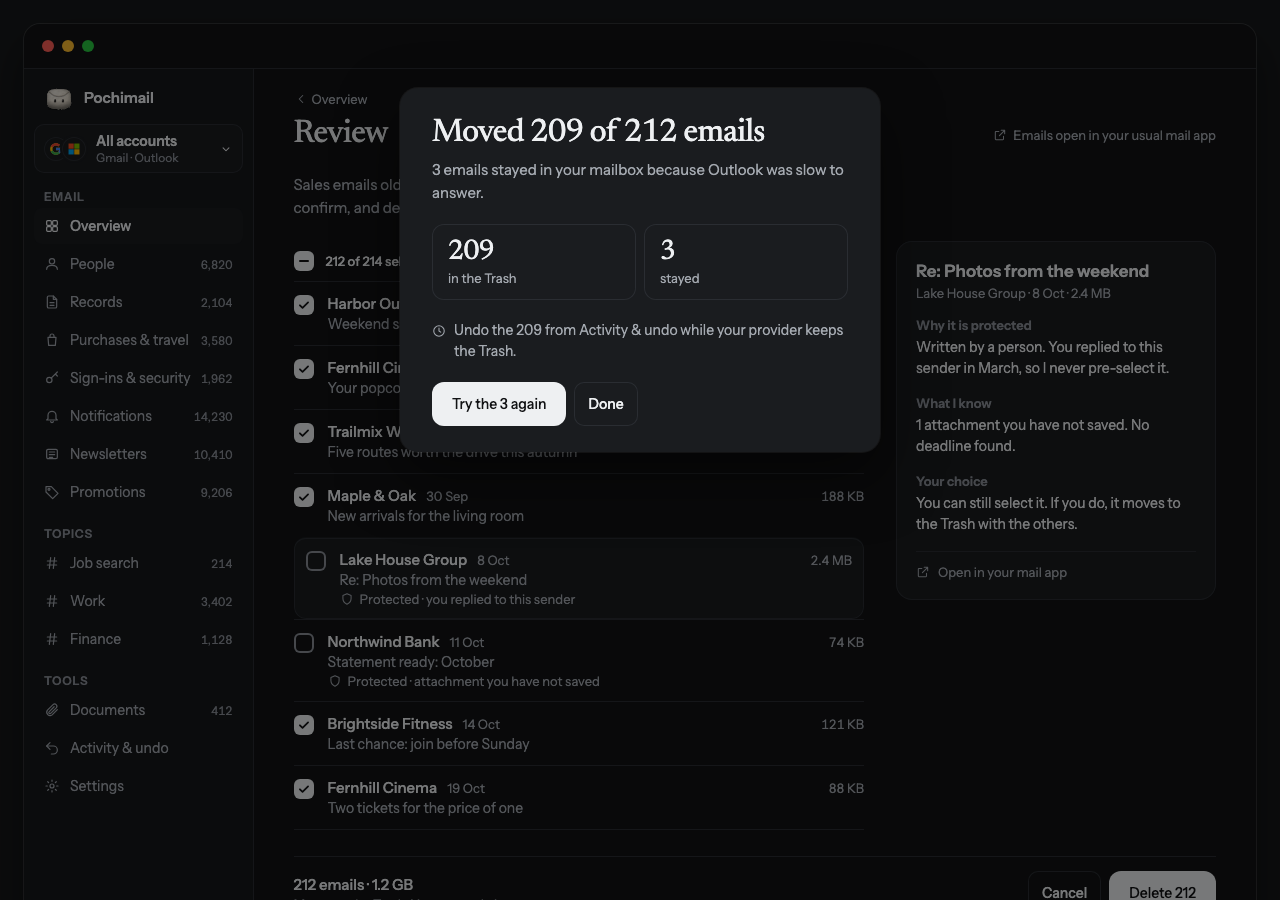 Pochimail
All accounts
Gmail · Outlook
EMAIL
Overview
People 6,820
Records 2,104
Purchases & travel 3,580
Sign-ins & security 1,962
Notifications 14,230
Newsletters 10,410
Promotions 9,206
TOPICS
Job search 214
Work 3,402
Finance 1,128
TOOLS
Documents 412
Activity & undo
Settings
Overview
Review
Emails open in your usual mail app
Sales emails old
confirm, and de
212 of 214 sel
Harbor Ou
Weekend s
Fernhill Ci
Your popco
Trailmix W
Five routes worth the drive this autumn
Maple & Oak 30 Sep 188 KB
New arrivals for the living room
Lake House Group 8 Oct 2.4 MB
Re: Photos from the weekend
Protected · you replied to this sender
Northwind Bank 11 Oct 74 KB
Statement ready: October
Protected · attachment you have not saved
Brightside Fitness 14 Oct 121 KB
Last chance: join before Sunday
Fernhill Cinema 19 Oct 88 KB
Two tickets for the price of one
212 emails · 1.2 GB
Cancel
Delete 212
Moved 209 of 212 emails
3 emails stayed in your mailbox because Outlook was slow to
answer.
209
in the Trash
3
stayed
Undo the 209 from Activity & undo while your provider keeps
the Trash.
Try the 3 again
Done
Re: Photos from the weekend
Lake House Group · 8 Oct · 2.4 MB
Why it is protected
Written by a person. You replied to this
sender in March, so I never pre-select it.
What I know
1 attachment you have not saved. No
deadline found.
Your choice
You can still select it. If you do, it moves to
the Trash with the others.
Open in your mail app